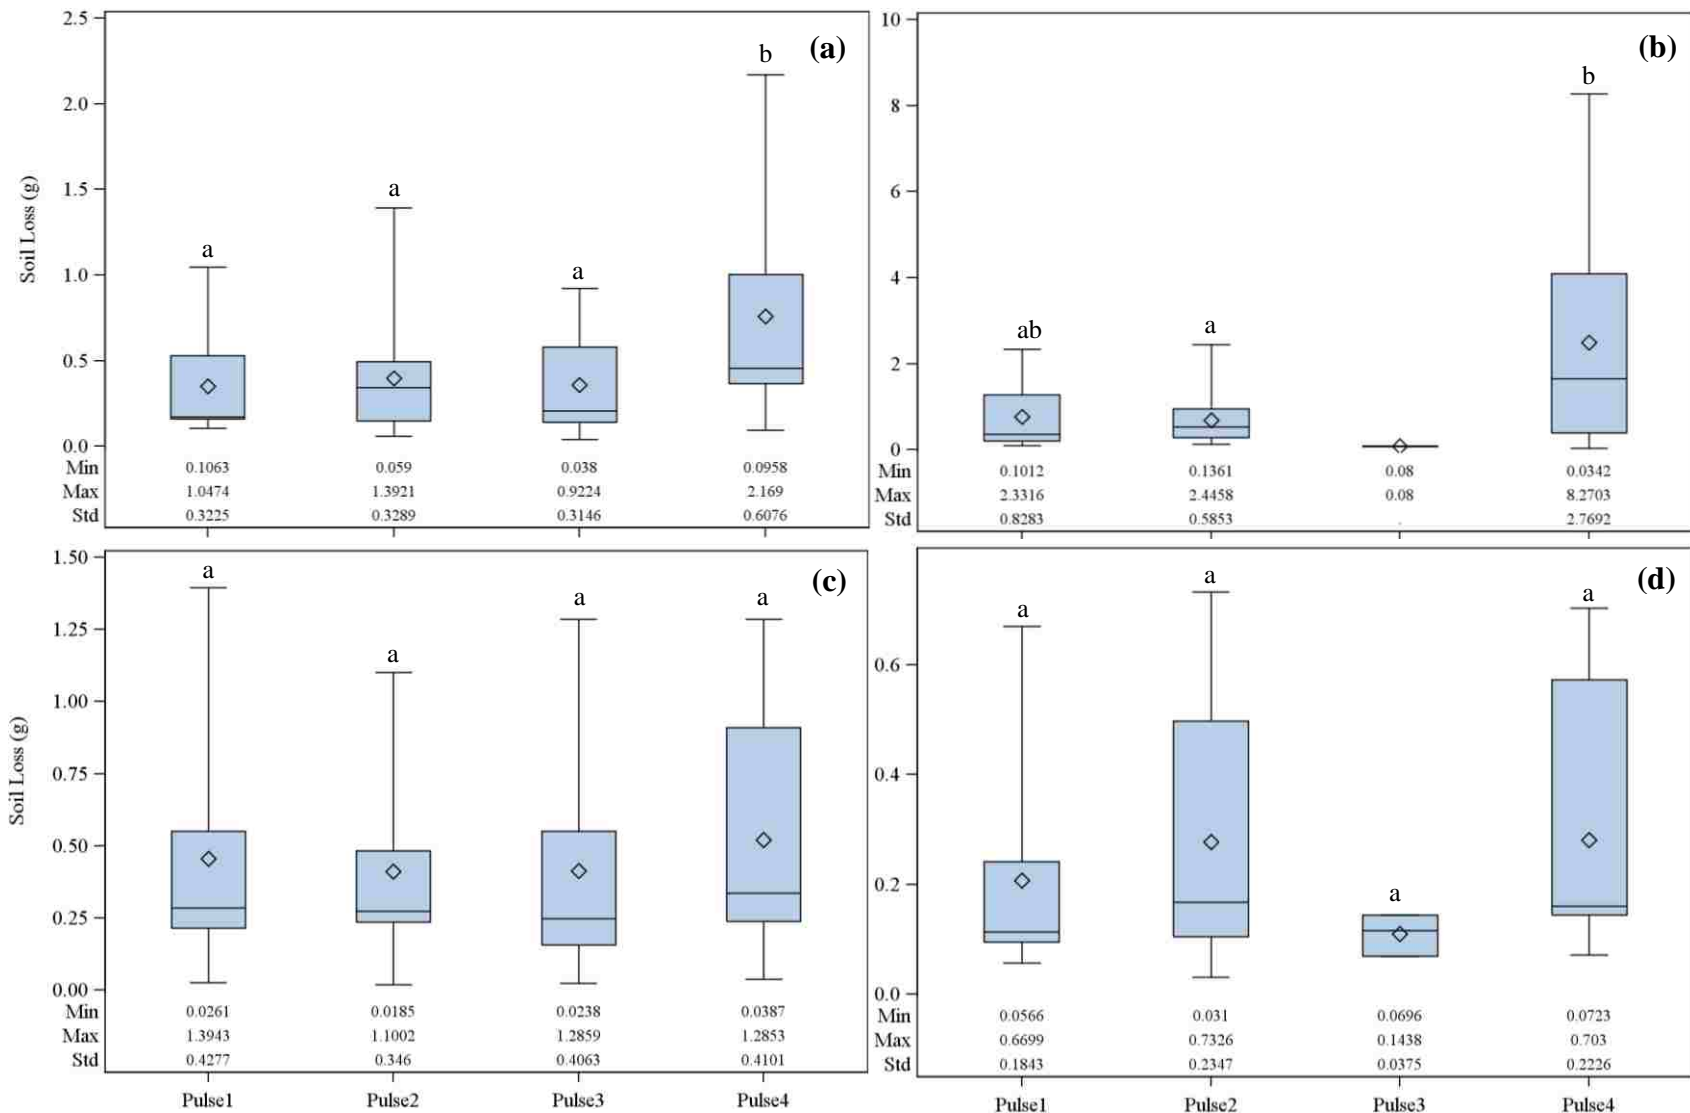 2.5
2.0
1.5
1.0
0.5
0.0
Soil Loss (g)
(a)
a
a
a
b
Min 0.1063 0.059 0.038 0.0958
Max 1.0474 1.3921 0.9224 2.169
Std 0.3225 0.3289 0.3146 0.6076
10
8
6
4
2
0
(b)
ab
a
b
0.1012 0.1361 0.08 0.0342
2.3316 2.4458 0.08 8.2703
0.8283 0.5853 . 2.7692
1.50
1.25
1.00
0.75
0.50
0.25
0.00
Soil Loss (g)
(c)
a
a
a
a
Min 0.0261 0.0185 0.0238 0.0387
Max 1.3943 1.1002 1.2859 1.2853
Std 0.4277 0.346 0.4063 0.4101
Pulse1 Pulse2 Pulse3 Pulse4
0.6
0.4
0.2
0.0
(d)
a
a
a
a
Min 0.0566 0.031 0.0696 0.0723
Max 0.6699 0.7326 0.1438 0.703
Std 0.1843 0.2347 0.0375 0.2226
Pulse1 Pulse2 Pulse3 Pulse4